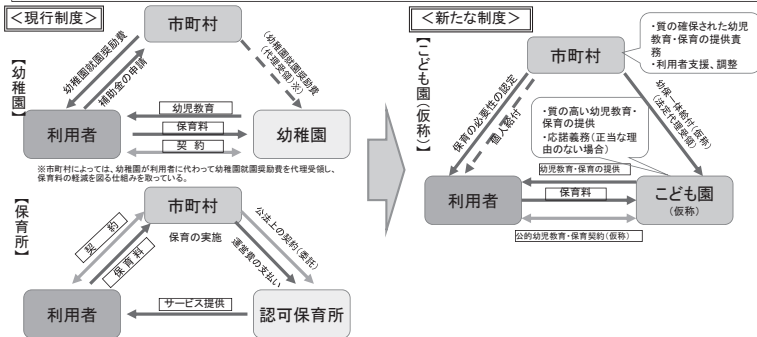 ＜現行制度＞
【幼稚園】
市町村
幼稚園就園奨励費
補助金の申請
(幼稚園就園奨励費
(代理受領)※)
利用者
幼児教育
保育料
契　約
幼稚園
※市町村によっては、幼稚園が利用者に代わって幼稚園就園奨励費を代理受領し、
保育料の軽減を図る仕組みを取っている。
【保育所】
市町村
契　約
保育料
保育の実施
公法上の契約(委託)
運営費の支払い
利用者
サービス提供
認可保育所
＜新たな制度＞
【こども園(仮称)】
市町村
・質の確保された幼児
教育・保育の提供責
務
・利用者支援、調整
保育の必要性の認定
個人給付
幼保一体給付(仮称)
(法定代理受領)
・質の高い幼児教育・
保育の提供
・応諾義務(正当な理
由のない場合)
幼児教育・保育の提供
利用者
保育料
こども園
(仮称)
公的幼児教育・保育契約(仮称)